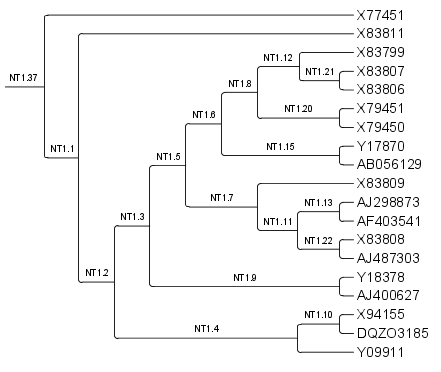 X77451
X83811
X83799
NT1.12
X83807
NT1.21
NT1.37
X83806
NT1.8
X79451
NT1.20
NT1.6
X79450
Y17870
NT1.15
NT1.1
NT1.5
AB056129
X83809
NT1.7
AJ298873
NT1.13
NT1.3
AF403541
NT1.11
X83808
NT1.22
AJ487303
NT1.2
Y18378
NT1.9
AJ400627
X94155
NT1.10
NT1.4
DQZO3185
Y09911